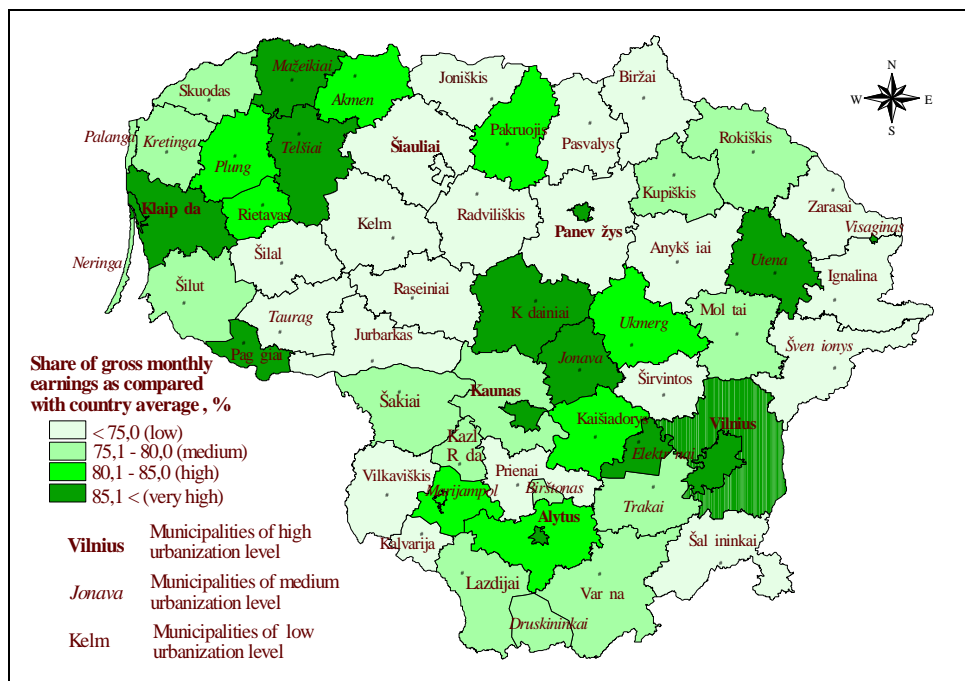 Mažeikiai
Joniškis
Biržai
Skuodas
Akmen
N
W
E
S
Palanga
Kretinga
Plung
Telšiai
Šiauliai
Pakruojis
Pasvalys
Rokiškis
Kupiškis
Klaip da
Rietavas
Kelm
Radviliškis
Panev žys
Zarasai
Visaginas
Anykš iai
Neringa
Šilal
Utena
Ignalina
Šilut
Raseiniai
K dainiai
Mol tai
Taurag
Jurbarkas
Ukmerg
Šven ionys
Pag giai
Jonava
Share of gross monthly
earnings as compared
with country average , %
Širvintos
Šakiai
Kaunas
Kaišiadorys
Vilnius
< 75,0 (low)
75,1 - 80,0 (medium)
80,1 - 85,0 (high)
85,1 < (very high)
Kazl
R da
Elektr nai
Vilkaviškis
Prienai
Marijampol
Birštonas
Trakai
Alytus
Kalvarija
Šal ininkai
Lazdijai
Var na
Druskininkai
Vilnius
Municipalities of high
urbanization level
Jonava
Municipalities of medium
urbanization level
Kelm
Municipalities of low
urbanization level